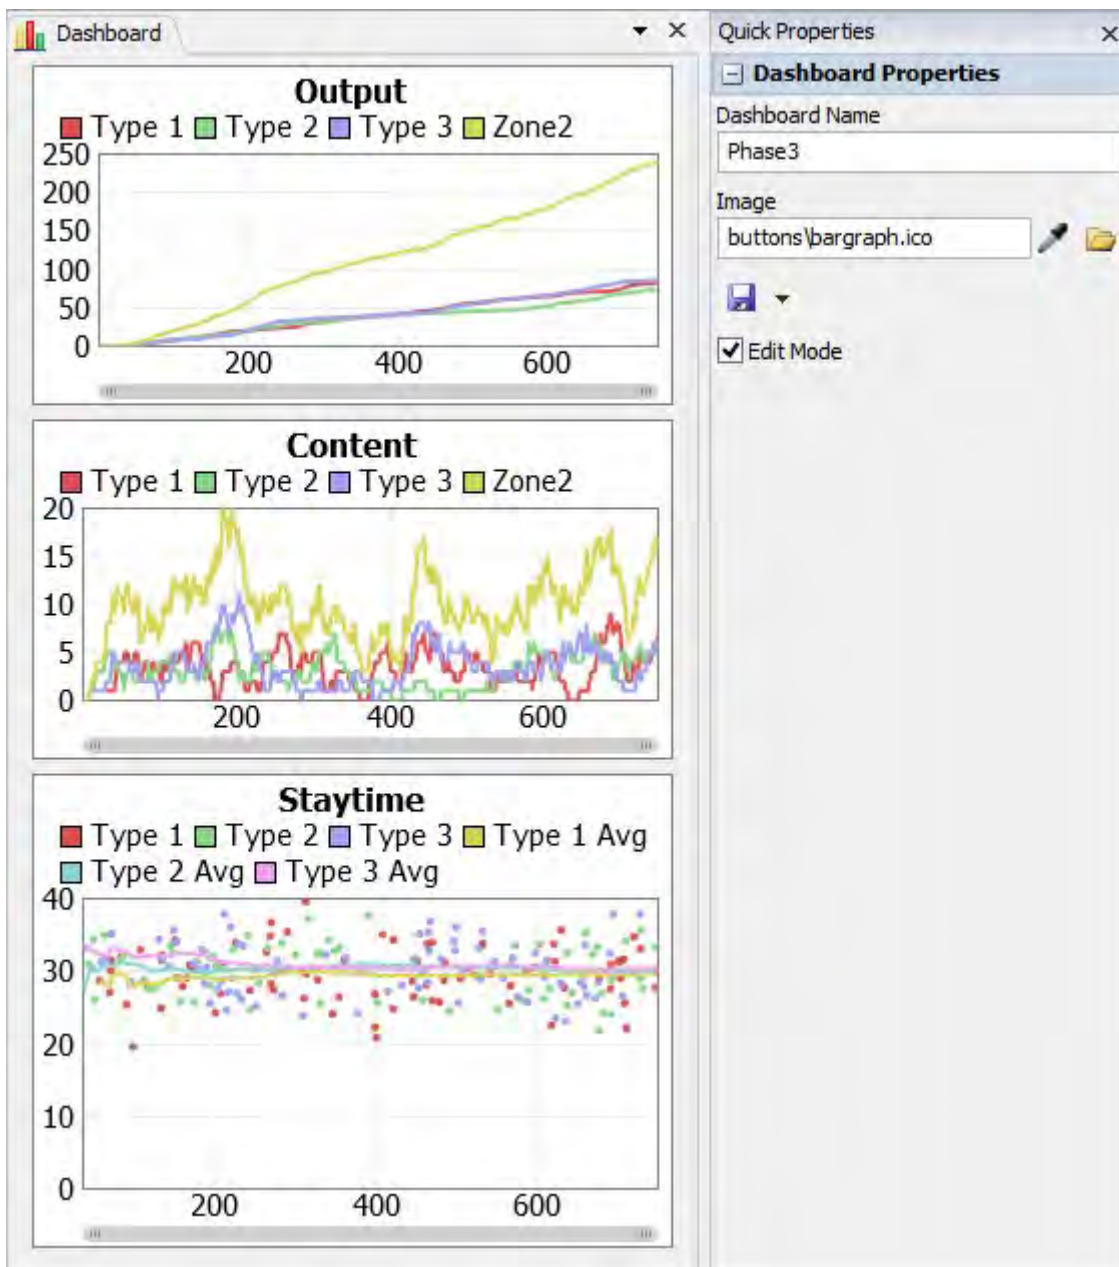 Dashboard
Output
Type 1 Type 2 Type 3 Zone2
250
200
150
100
50
0
200 400 600
Content
Type 1 Type 2 Type 3 Zone2
20
15
10
5
0
200 400 600
Staytime
Type 1 Type 2 Type 3 Type 1 Avg
Type 2 Avg Type 3 Avg
40
30
20
10
0
200 400 600
Quick Properties
Dashboard Properties
Dashboard Name
Phase3
Image
buttons\bargraph.ico
Edit Mode